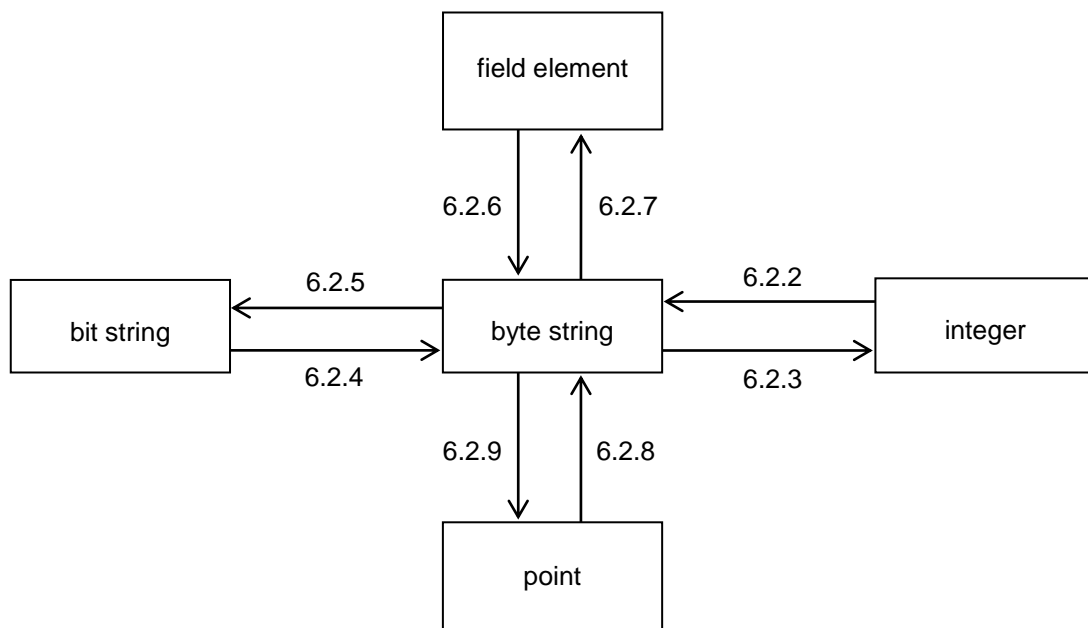 field element
6.2.6
6.2.7
6.2.5
6.2.2
bit string
byte string
integer
6.2.4
6.2.3
6.2.9
6.2.8
point